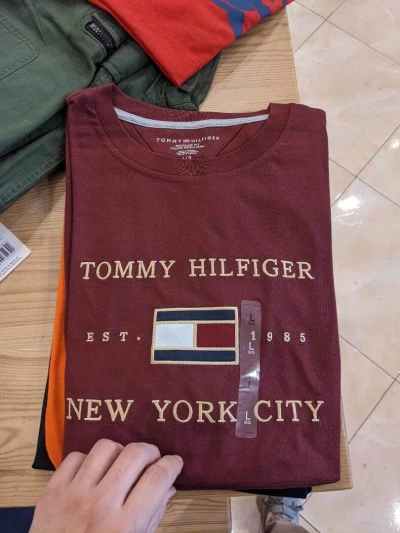 TOMMY HILFIGER
TOMMY HILFIGER
EST. 1985
NEW YORK CITY
L
L
L